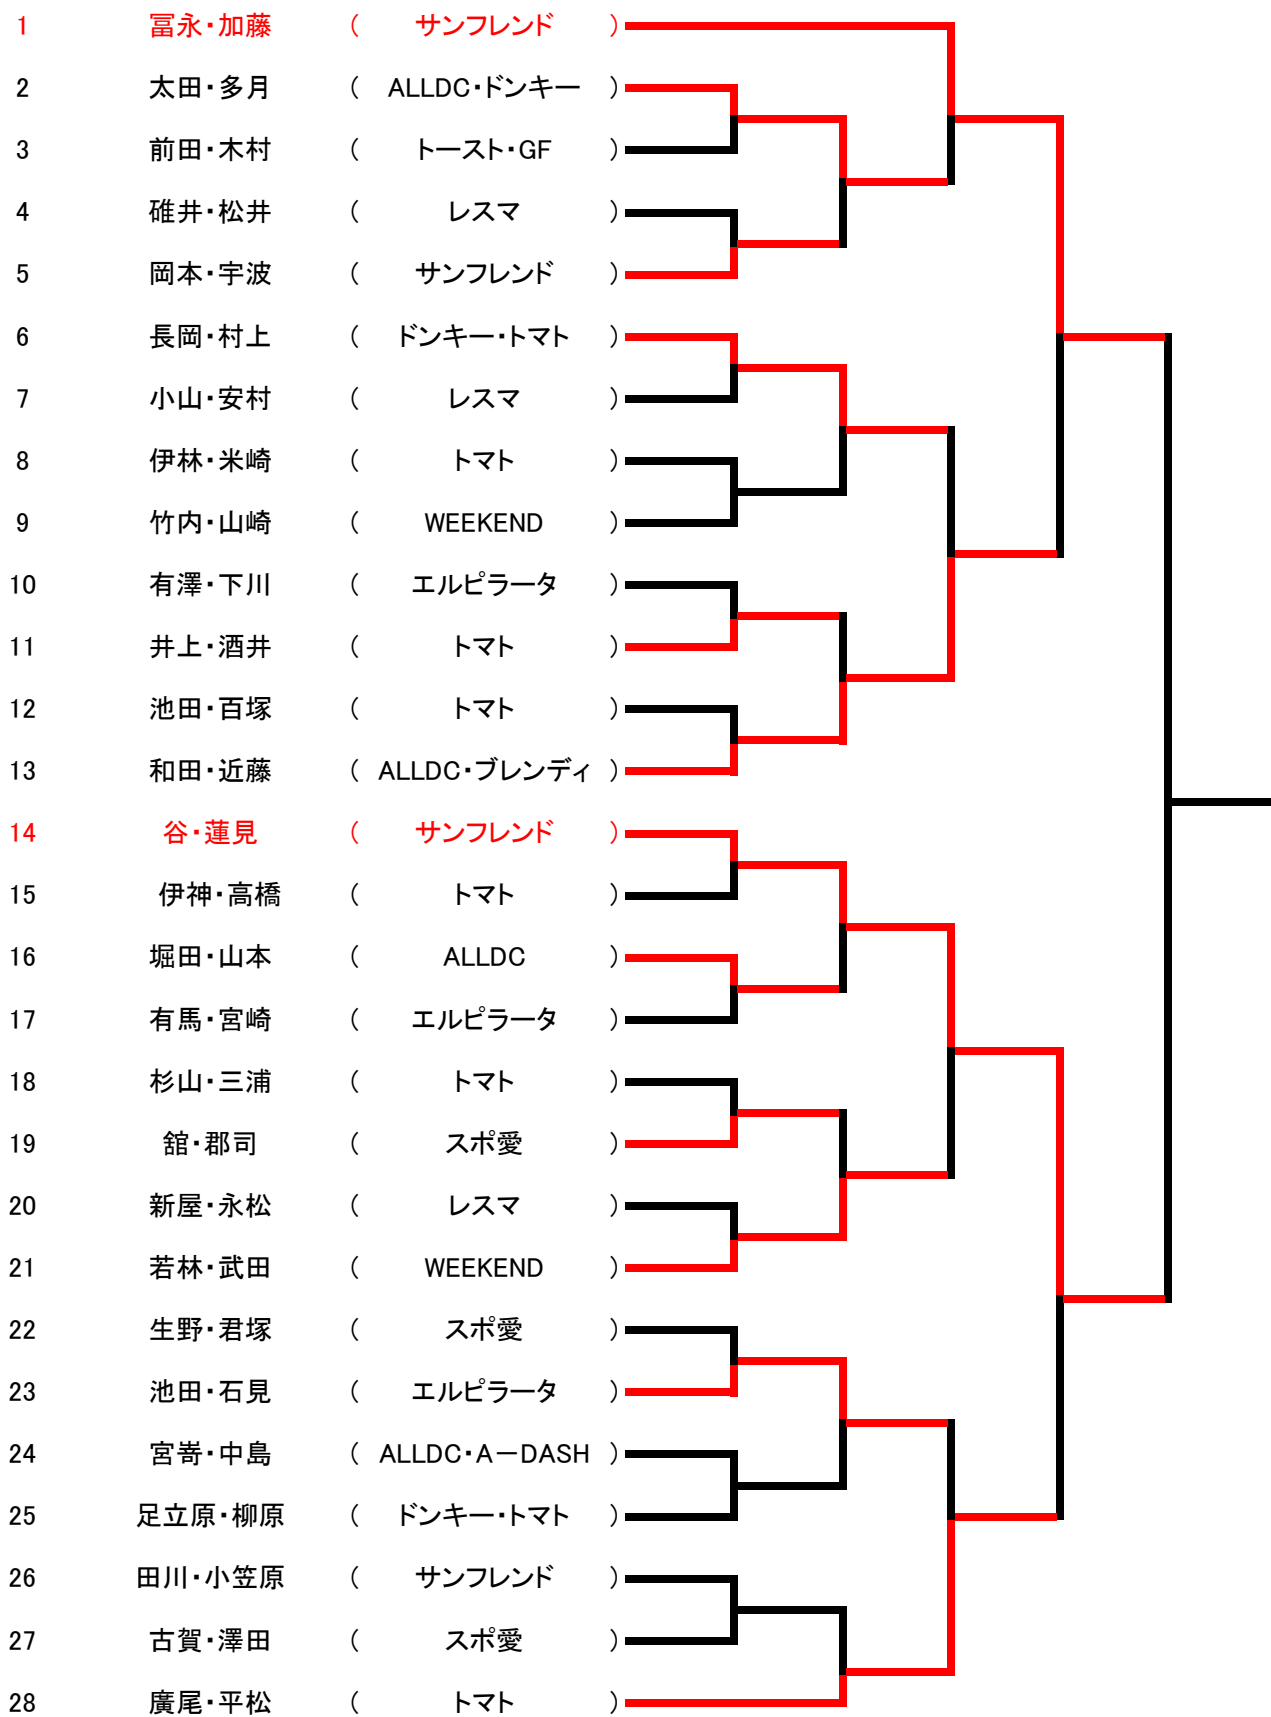 1 冨永・加藤 ( サンフレンド )
2 太田・多月 ( ALLDC・ドンキー )
3 前田・木村 ( トースト・GF )
4 碓井・松井 ( レスマ )
5 岡本・宇波 ( サンフレンド )
6 長岡・村上 ( ドンキー・トマト )
7 小山・安村 ( レスマ )
8 伊林・米崎 ( トマト )
9 竹内・山崎 ( WEEKEND )
10 有澤・下川 ( エルピラータ )
11 井上・酒井 ( トマト )
12 池田・百塚 ( トマト )
13 和田・近藤 ( ALLDC・ブレンディ )
14 谷・蓮見 ( サンフレンド )
15 伊神・高橋 ( トマト )
16 堀田・山本 ( ALLDC )
17 有馬・宮崎 ( エルピラータ )
18 杉山・三浦 ( トマト )
19 舘・郡司 ( スポ愛 )
20 新屋・永松 ( レスマ )
21 若林・武田 ( WEEKEND )
22 生野・君塚 ( スポ愛 )
23 池田・石見 ( エルピラータ )
24 宮嵜・中島 ( ALLDC・A－DASH )
25 足立原・柳原 ( ドンキー・トマト )
26 田川・小笠原 ( サンフレンド )
27 古賀・澤田 ( スポ愛 )
28 廣尾・平松 ( トマト )